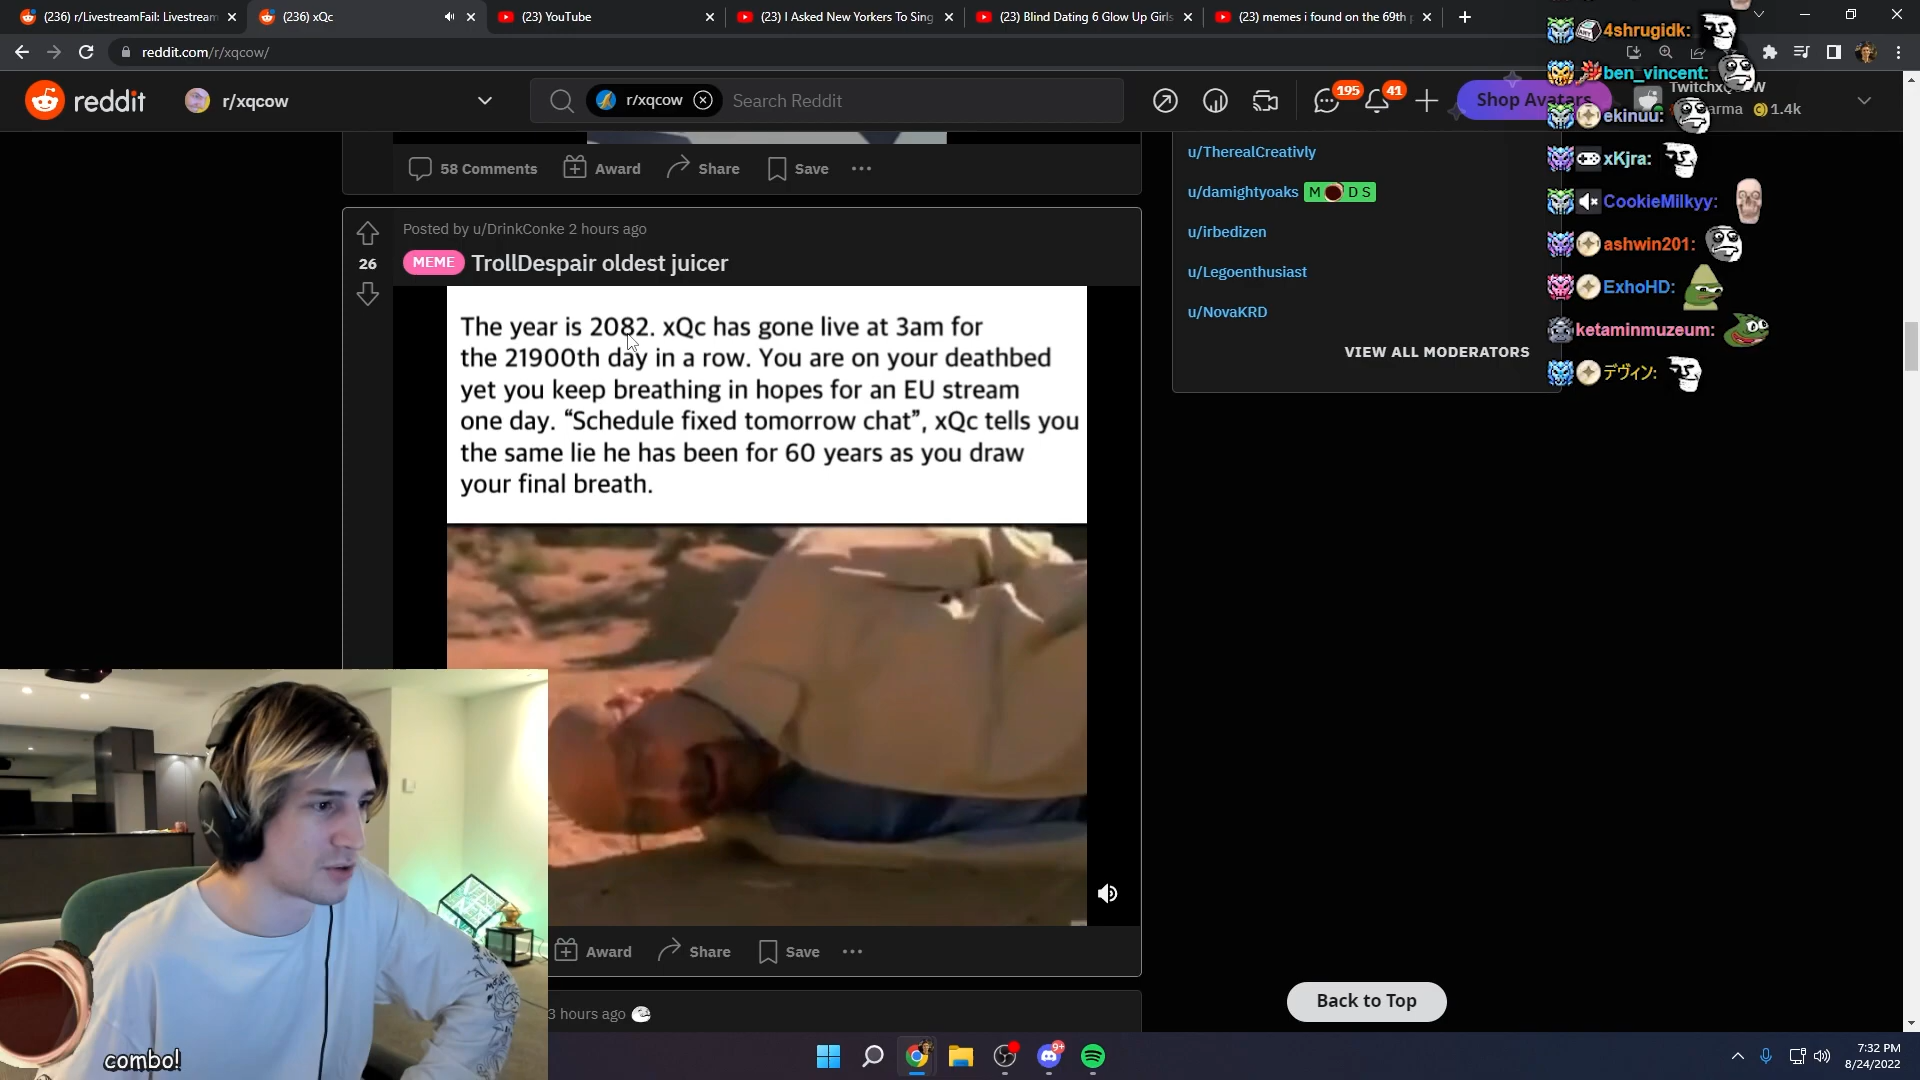 (236) r/LivestreamFail: Livestream
(236) xQc
(23) YouTube
(23) I Asked New Yorkers To Sing
(23) Blind Dating 6 Glow Up Girls
(23) memes i found on the 69th p
reddit.com/r/xqcow/
reddit
r/xqcow
r/xqcow
Search Reddit
195
41
Shop Avatars
1.4k
58 Comments
Award
Share
Save
Posted by u/DrinkConke 2 hours ago
26
MEME
TrollDespair oldest juicer
The year is 2082. xQc has gone live at 3am for
the 21900th day in a row. You are on your deathbed
yet you keep breathing in hopes for an EU stream
one day. “Schedule fixed tomorrow chat”, xQc tells you
the same lie he has been for 60 years as you draw
your final breath.
Award
Share
Save
3 hours ago
u/TherealCreativly
u/damightyoaks
M DS
u/irbedizen
u/Legoenthusiast
u/NovaKRD
VIEW ALL MODERATORS
4shrugidk:
ben_vincent:
ekinuu:
xKjra:
CookieMilkyy:
ashwin201:
ExhoHD:
ketaminmuzeum:
デヴィン:
Back to Top
combo!
9+
7:32 PM
8/24/2022